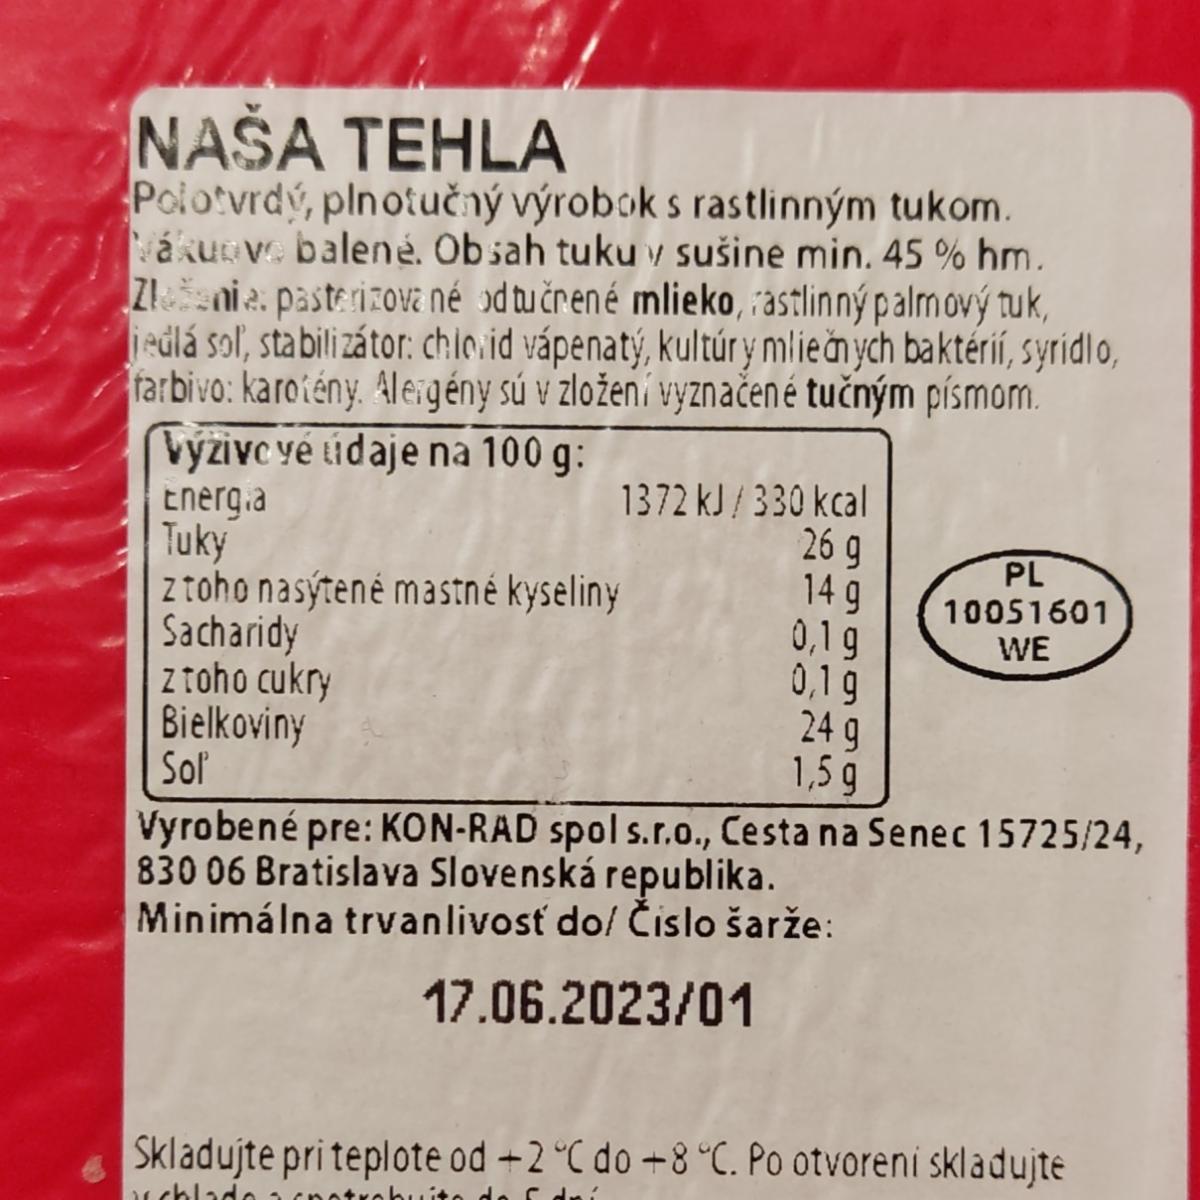 NAŠA TEHLA
Polotvrdý, plnotučný výrobok s rastlinným tukom.
Vákuovo balené. Obsah tuku v sušine min. 45 % hm.
Zloženie: pasterizované odtučnené mlieko, rastlinný palmový tuk,
jedlá soľ, stabilizátor: chlorid vápenatý, kultúry mliečnych baktérií, syridlo,
farbivo: karotény. Alergény sú v zložení vyznačené tučným písmom.
Výživové údaje na 100 g:
Energia 1372 kJ / 330 kcal
Tuky 26 g
z toho nasýtené mastné kyseliny 14 g
Sacharidy 0,1 g
z toho cukry 0,1 g
Bielkoviny 24 g
Soľ 1,5 g
PL
10051601
WE
Vyrobené pre: KON-RAD spol s.r.o., Cesta na Senec 15725/24,
830 06 Bratislava Slovenská republika.
Minimálna trvanlivosť do/ Číslo šarže:
17.06.2023/01
Skladujte pri teplote od +2 °C do +8 °C. Po otvorení skladujte
v chlade a spotrebujte do 5 dní